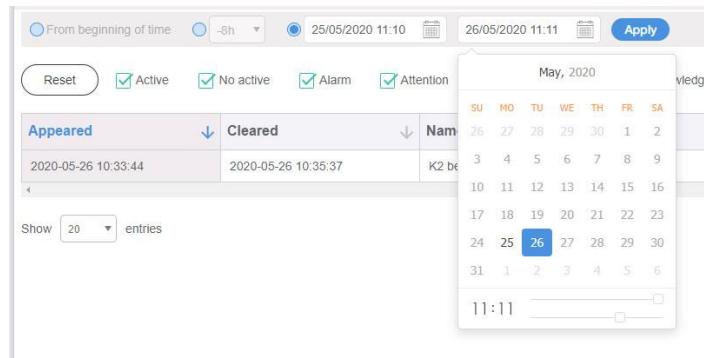 From beginning of time -8h 25/05/2020 11:10 26/05/2020 11:11 Apply
Reset Active No active Alarm Attention
May, 2020
SU MO TU WE TH FR SA
26 27 28 29 30 1 2
3 4 5 6 7 8 9
10 11 12 13 14 15 16
17 18 19 20 21 22 23
24 25 26 27 28 29 30
31 1 2 3 4 5 6
11:11
Appeared Cleared
2020-05-26 10:33:44 2020-05-26 10:35:37 K2
Show 20 entries